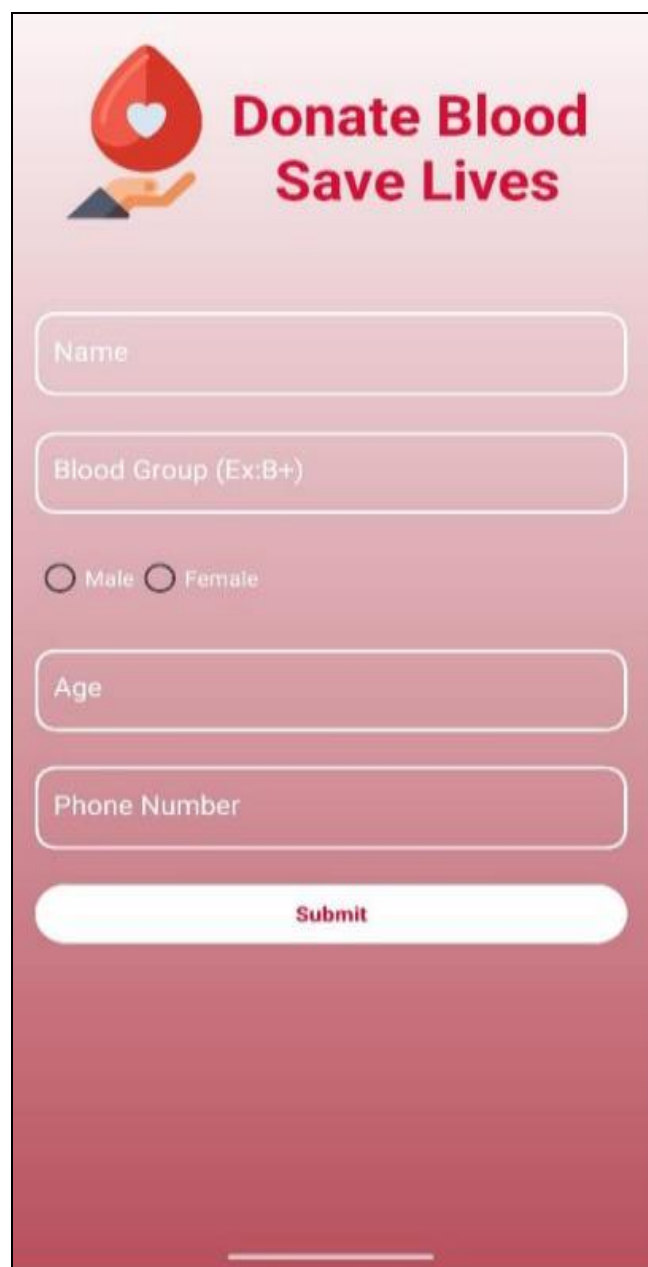 Donate Blood
Save Lives
Name
Blood Group (Ex:B+)
Male Female
Age
Phone Number
Submit